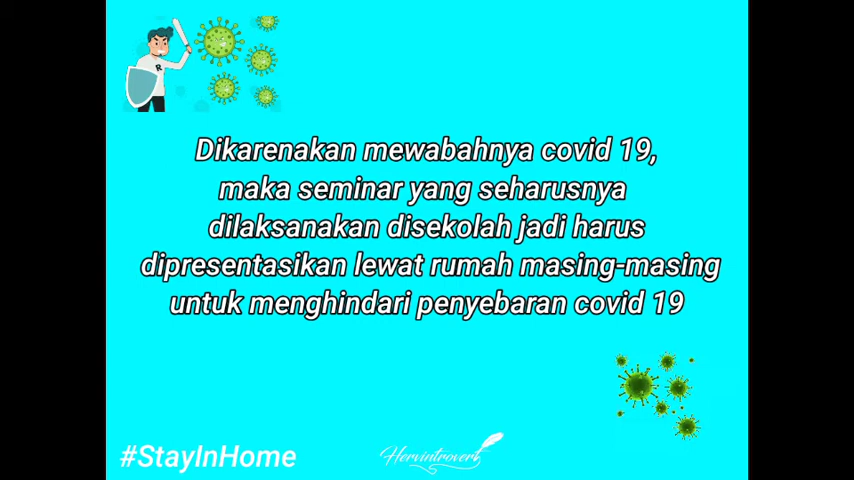 R
Dikarenakan mewabahnya covid 19,
maka seminar yang seharusnya
dilaksanakan disekolah jadi harus
dipresentasikan lewat rumah masing-masing
untuk menghindari penyebaran covid 19
#StayInHome
Hervintrovert